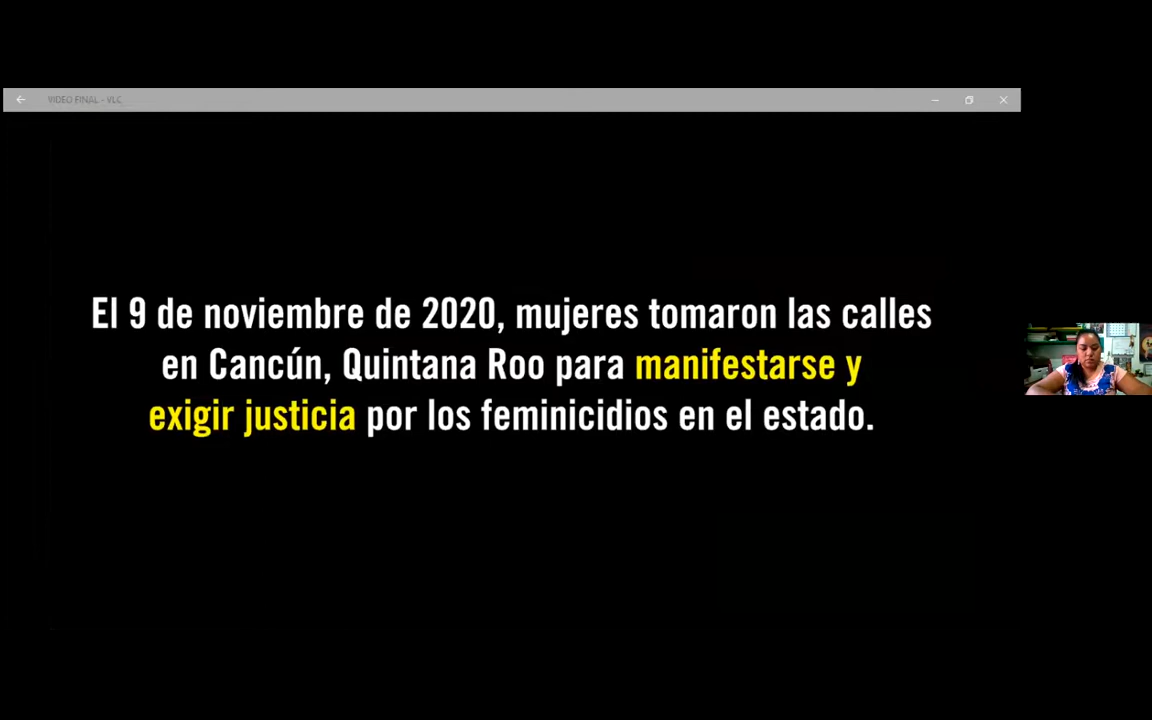 VIDEO FINAL - VLC
El 9 de noviembre de 2020, mujeres tomaron las calles
en Cancún, Quintana Roo para manifestarse y
exigir justicia por los feminicidios en el estado.